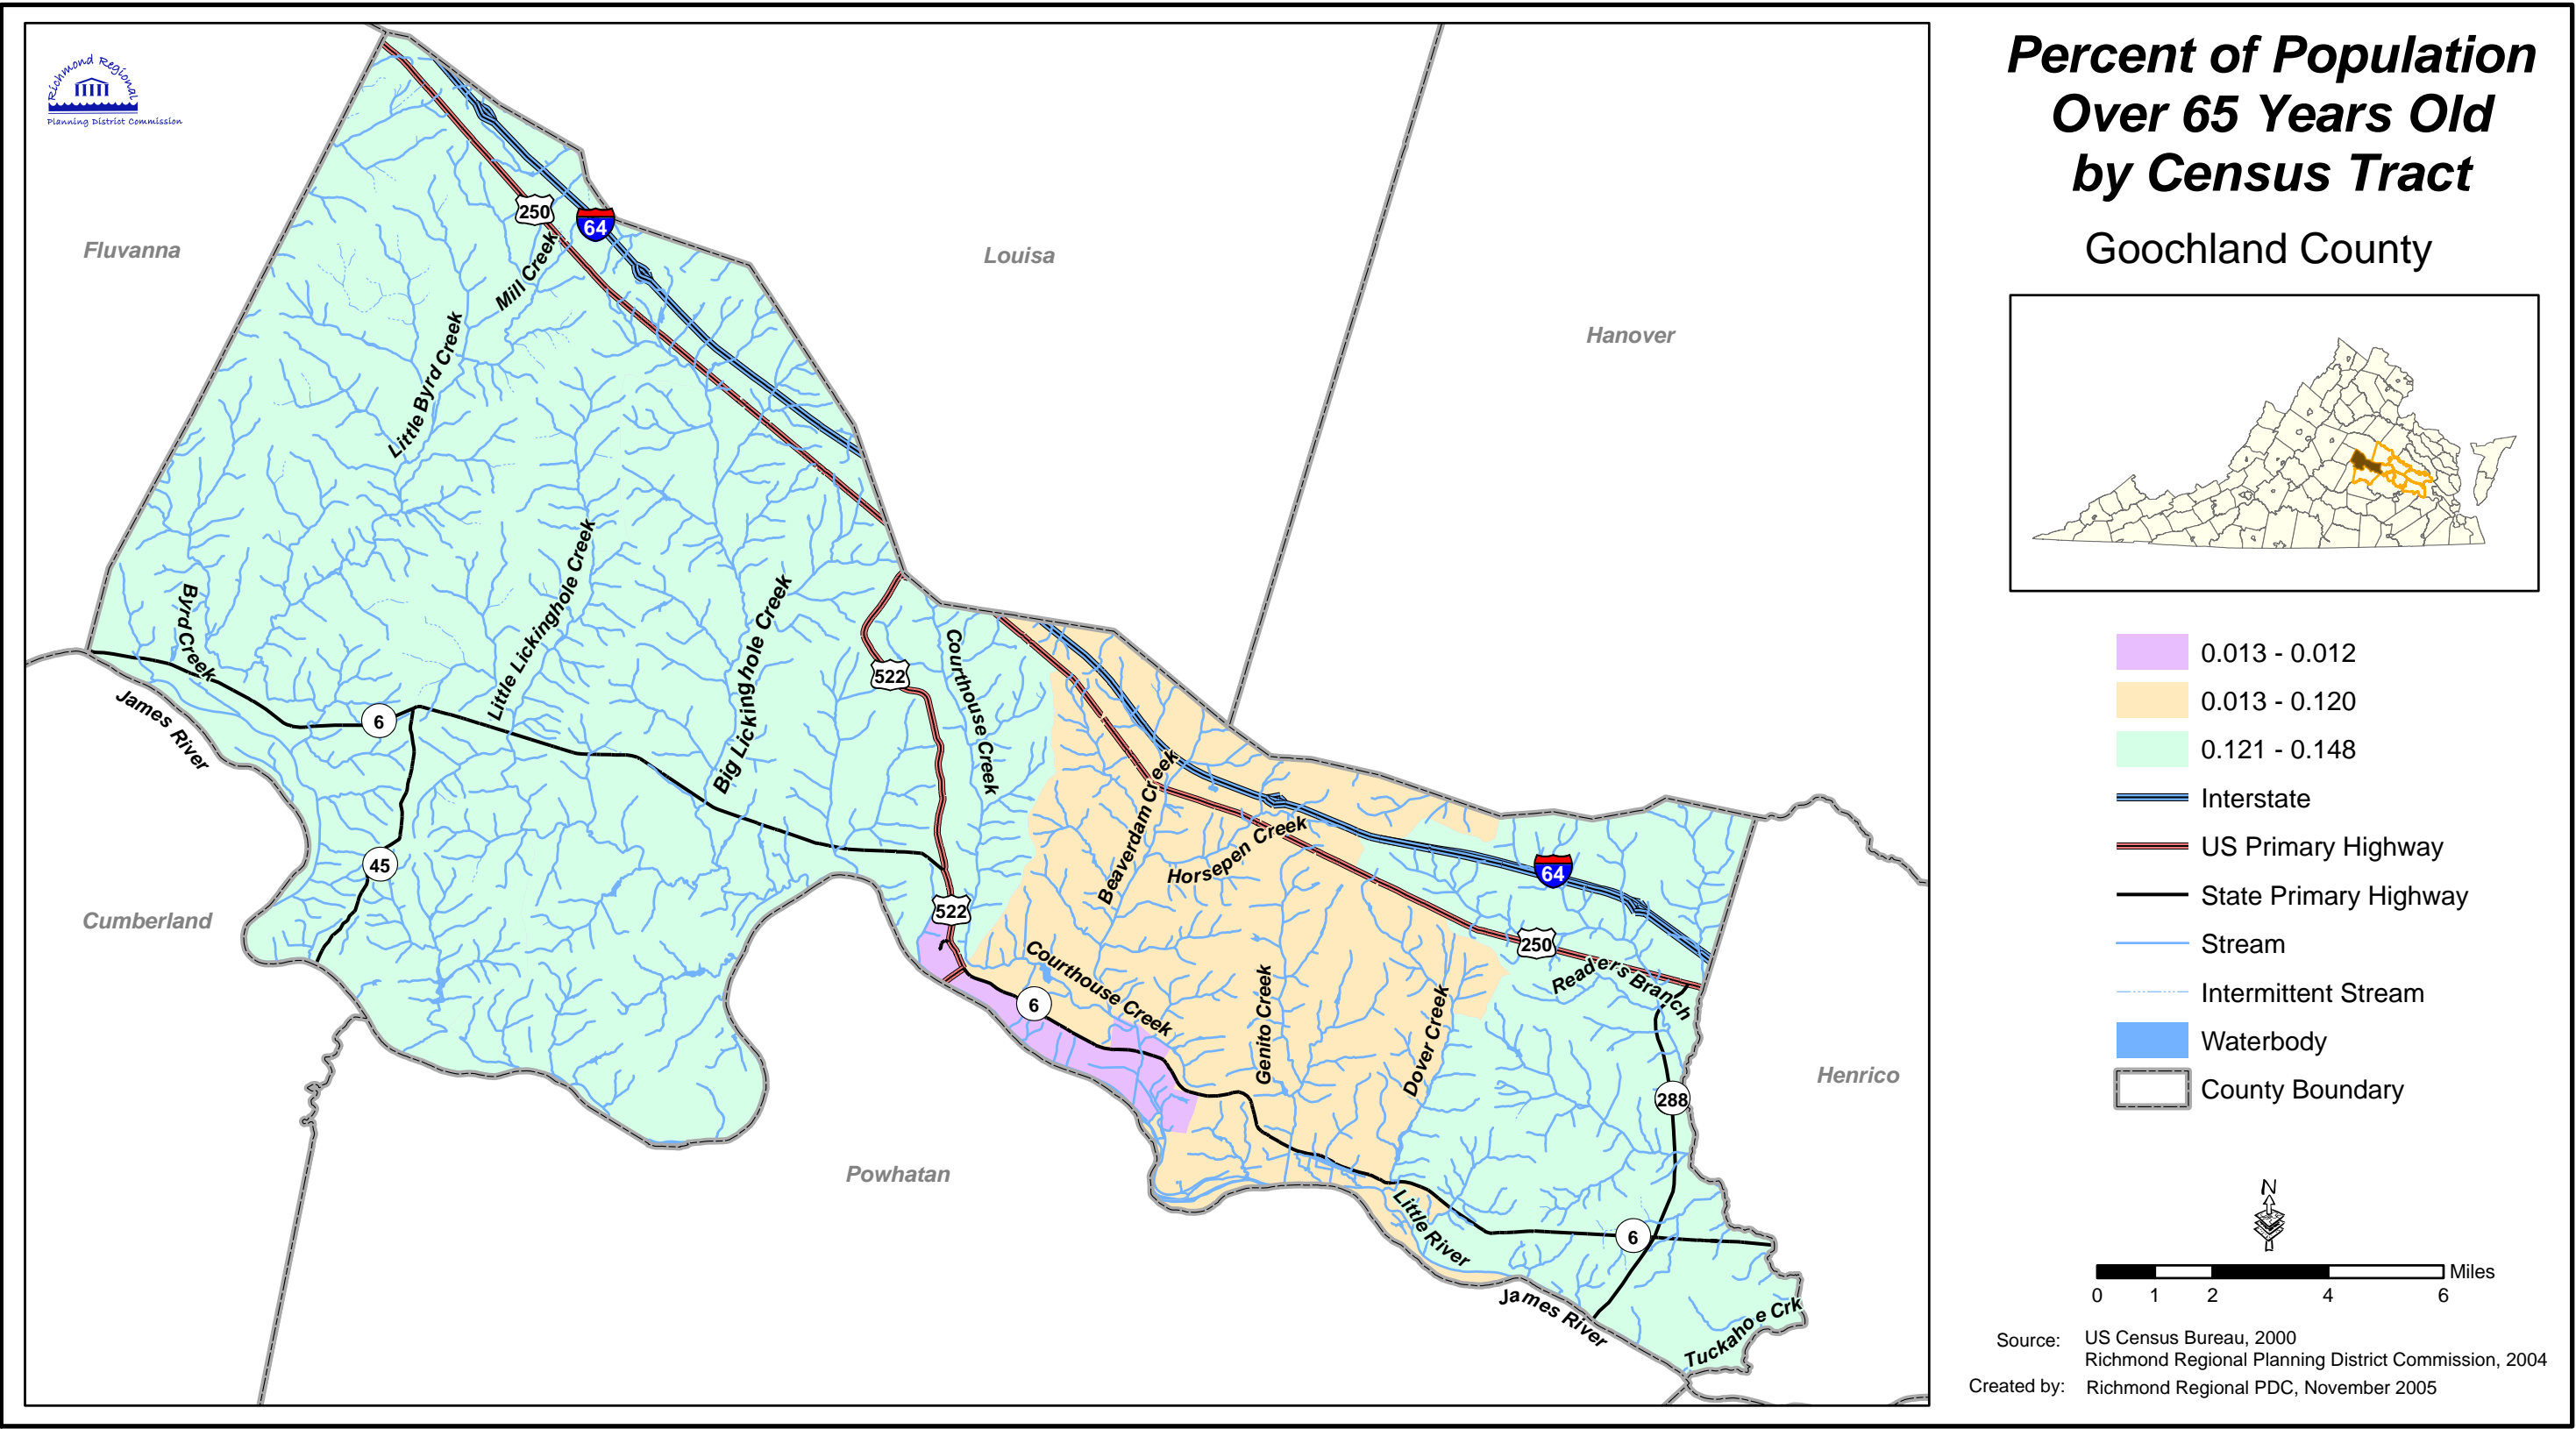 Richmond Regional
Planning District Commission
Percent of Population
Over 65 Years Old
by Census Tract
Goochland County
Fluvanna
Louisa
Hanover
Cumberland
Powhatan
Henrico
250
64
Mill Creek
Little Byrd Creek
Byrd Creek
Little Lickinghole Creek
Big Lickinghole Creek
522
Courthouse Creek
James River
6
45
522
Beaverdam Creek
Horsepen Creek
64
250
Readers Branch
Courthouse Creek
6
Genito Creek
Dover Creek
288
Little River
6
James River
Tuckahoe Crk
0.013 - 0.012
0.013 - 0.120
0.121 - 0.148
Interstate
US Primary Highway
State Primary Highway
Stream
Intermittent Stream
Waterbody
County Boundary
N
Miles
0 1 2 4 6
Source: US Census Bureau, 2000
Richmond Regional Planning District Commission, 2004
Created by: Richmond Regional PDC, November 2005